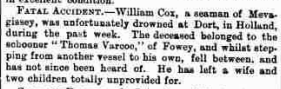 FATAL ACCIDENT.—William Cox, a seaman of Meva-
gissey, was unfortunately drowned at Dort, in Holland,
during the past week. The deceased belonged to the
schooner "Thomas Varcoe," of Fowey, and whilst step-
ping from another vessel to his own, fell between, and
has not since been heard of. He has left a wife and
two children totally unprovided for.